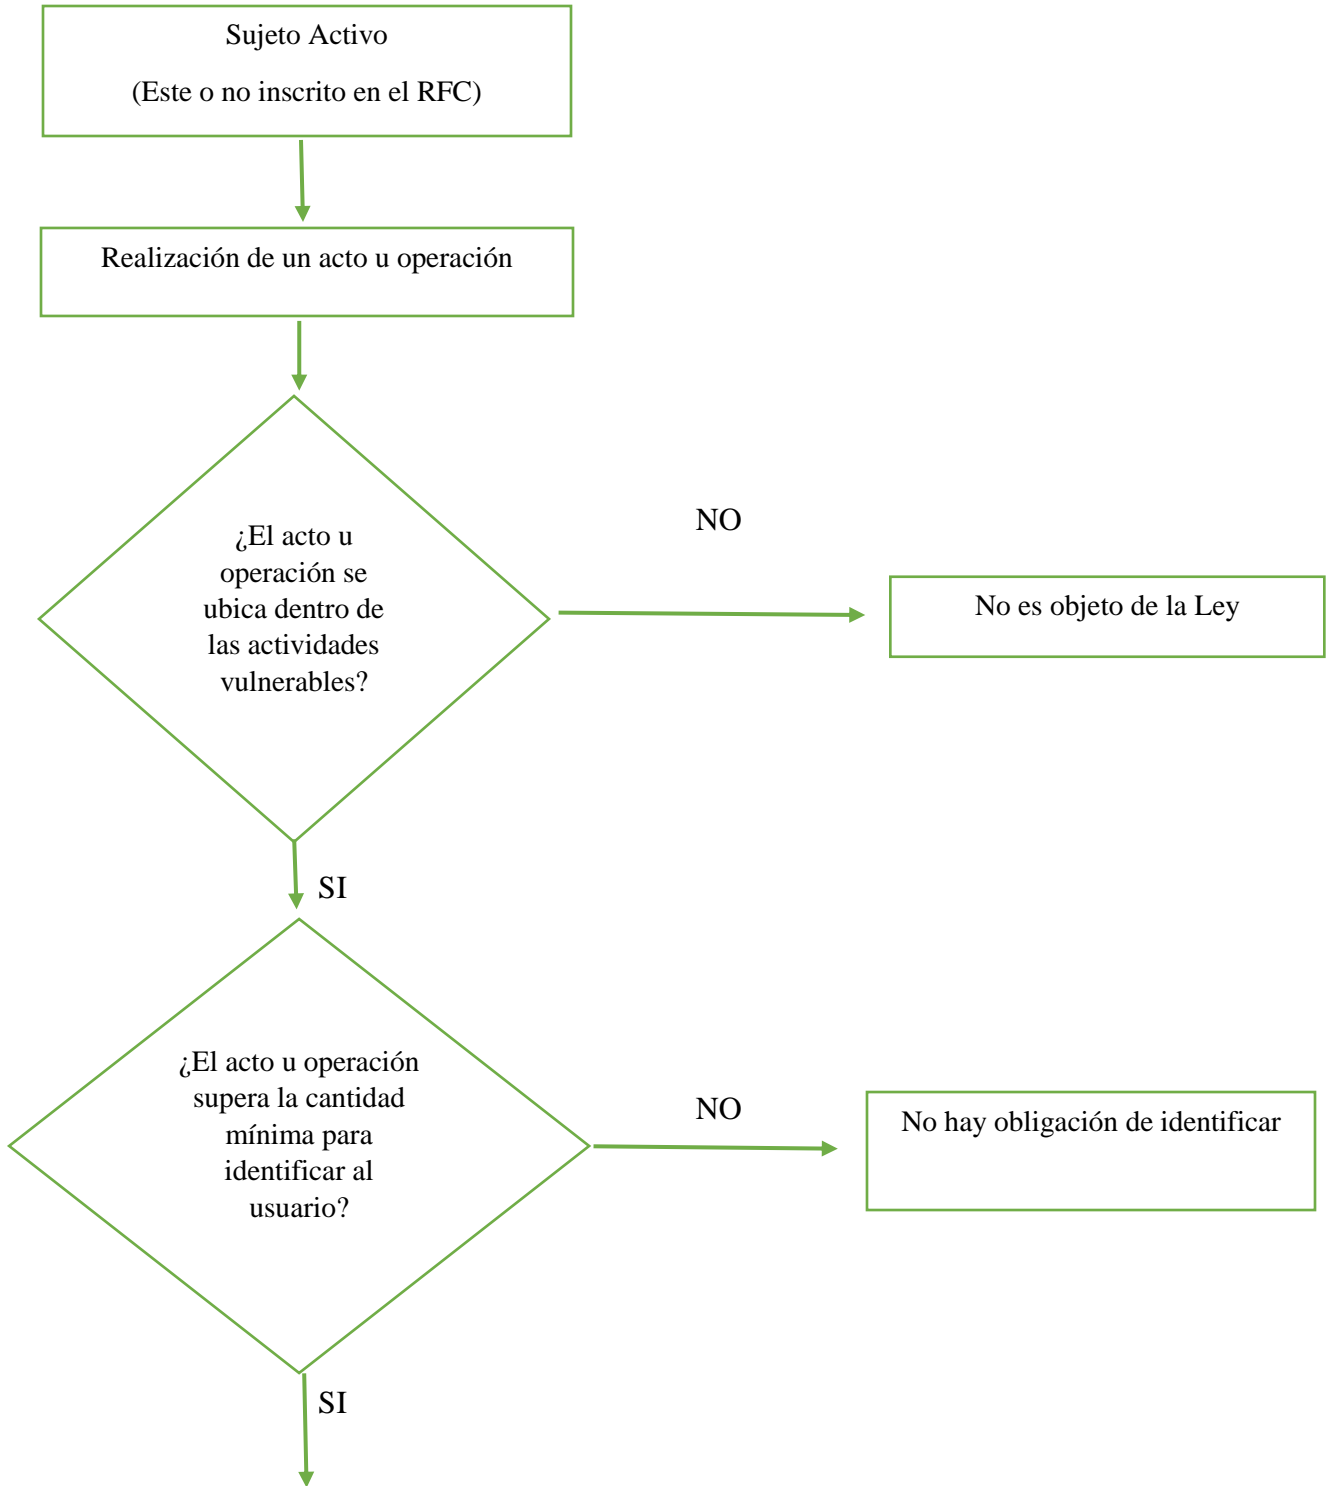 Sujeto Activo
(Este o no inscrito en el RFC)
Realización de un acto u operación
¿El acto u
operación se
ubica dentro de
las actividades
vulnerables?
NO
No es objeto de la Ley
SI
¿El acto u operación
supera la cantidad
mínima para
identificar al
usuario?
NO
No hay obligación de identificar
SI